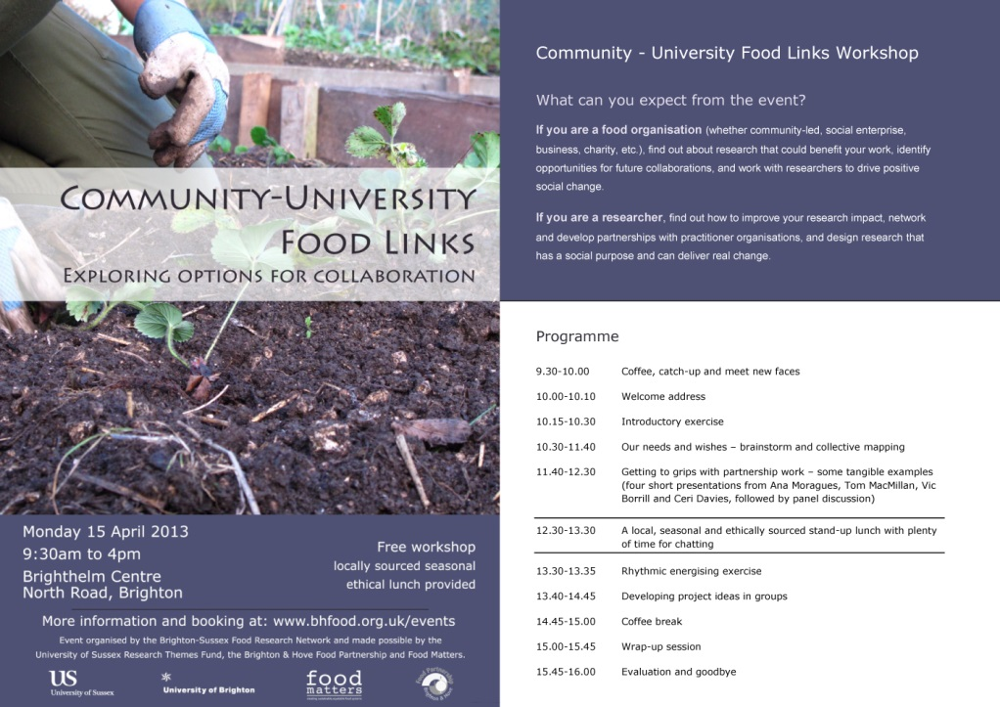 Community-University
Food Links
Exploring options for collaboration
Monday 15 April 2013
9:30am to 4pm
Brighthelm Centre
North Road, Brighton
Free workshop
locally sourced seasonal
ethical lunch provided
More information and booking at: www.bhfood.org.uk/events
Event organised by the Brighton-Sussex Food Research Network and made possible by the
University of Sussex Research Themes Fund, the Brighton & Hove Food Partnership and Food Matters.
US
University of Sussex
University of Brighton
food
matters
Food Partnership
Brighton & Hove
Community - University Food Links Workshop
What can you expect from the event?
If you are a food organisation (whether community-led, social enterprise,
business, charity, etc.), find out about research that could benefit your work, identify
opportunities for future collaborations, and work with researchers to drive positive
social change.
If you are a researcher, find out how to improve your research impact, network
and develop partnerships with practitioner organisations, and design research that
has a social purpose and can deliver real change.
Programme
9.30-10.00 Coffee, catch-up and meet new faces
10.00-10.10 Welcome address
10.15-10.30 Introductory exercise
10.30-11.40 Our needs and wishes – brainstorm and collective mapping
11.40-12.30 Getting to grips with partnership work – some tangible examples
(four short presentations from Ana Moragues, Tom MacMillan, Vic
Borrill and Ceri Davies, followed by panel discussion)
12.30-13.30 A local, seasonal and ethically sourced stand-up lunch with plenty
of time for chatting
13.30-13.35 Rhythmic energising exercise
13.40-14.45 Developing project ideas in groups
14.45-15.00 Coffee break
15.00-15.45 Wrap-up session
15.45-16.00 Evaluation and goodbye